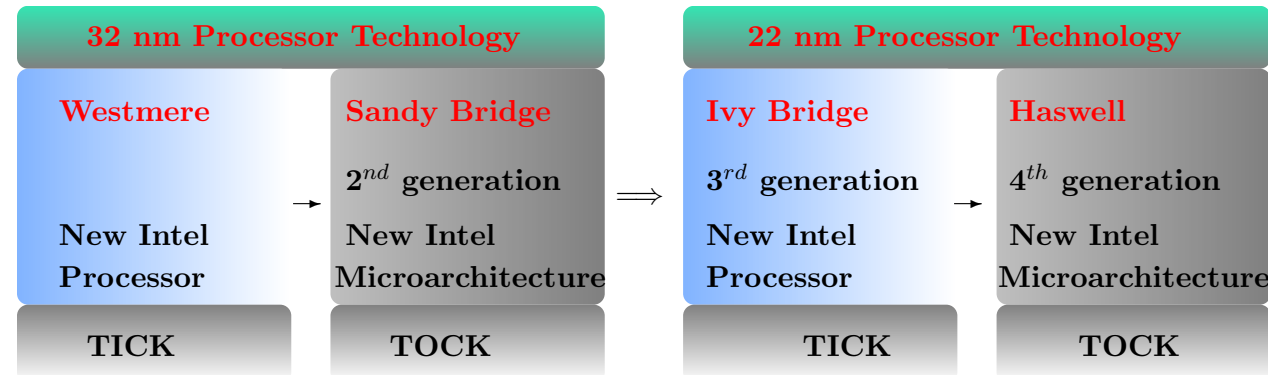 32 nm Processor Technology
22 nm Processor Technology
Westmere
New Intel
Processor
TICK
Sandy Bridge
2nd generation
New Intel
Microarchitecture
TOCK
Ivy Bridge
3rd generation
New Intel
Processor
TICK
Haswell
4th generation
New Intel
Microarchitecture
TOCK